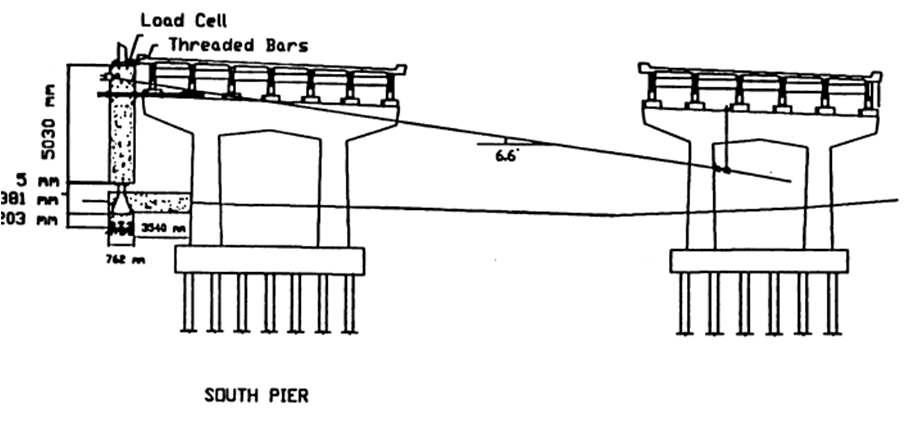 Load Cell
Threaded Bars
5030 mm
6.6°
5 mm
381 mm
203 mm
3540 mm
762 mm
SOUTH PIER